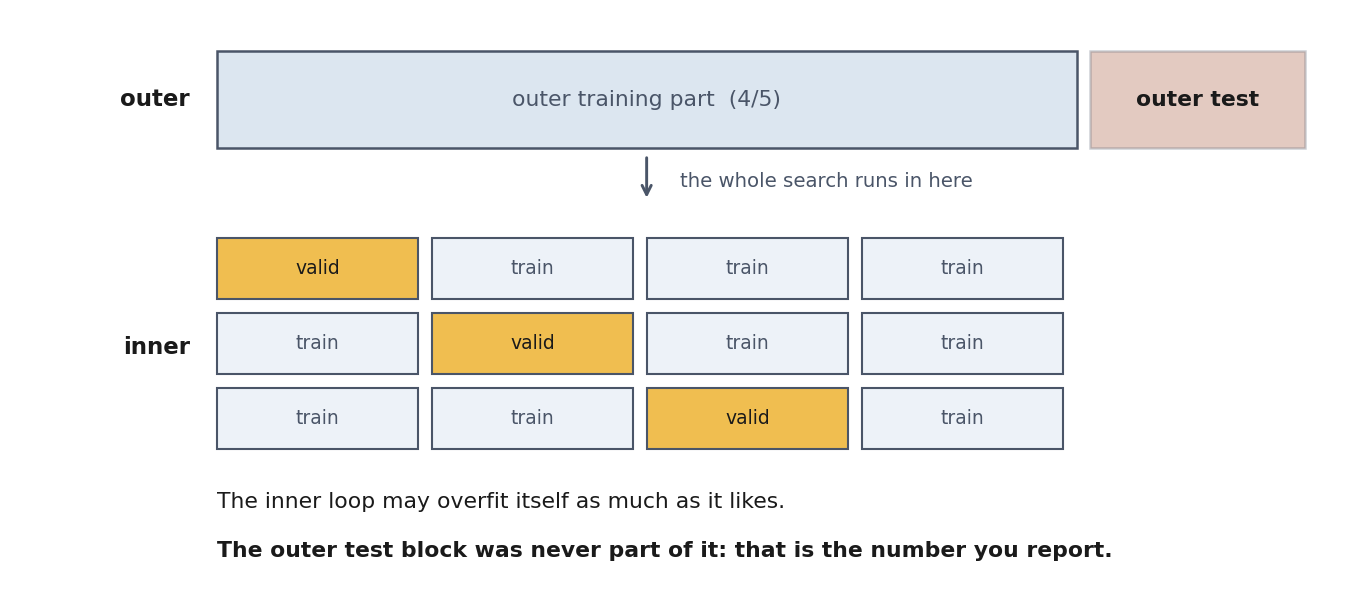 outer
outer training part (4/5)
outer test
the whole search runs in here
valid train train train
inner
train valid train train
train train valid train
The inner loop may overfit itself as much as it likes.
The outer test block was never part of it: that is the number you report.